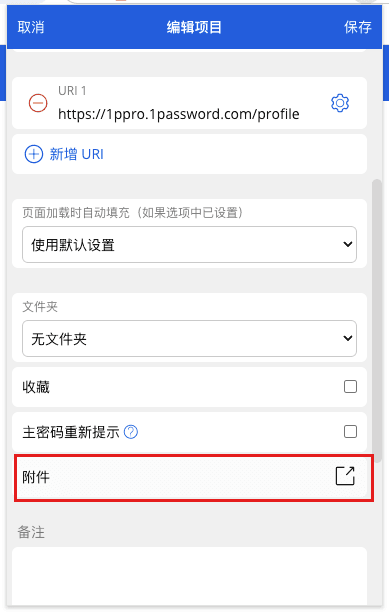 取消 编辑项目 保存
URI 1
https://1ppro.1password.com/profile
新增 URI
页面加载时自动填充（如果选项中已设置）
使用默认设置
文件夹
无文件夹
收藏
主密码重新提示 ?
附件
备注